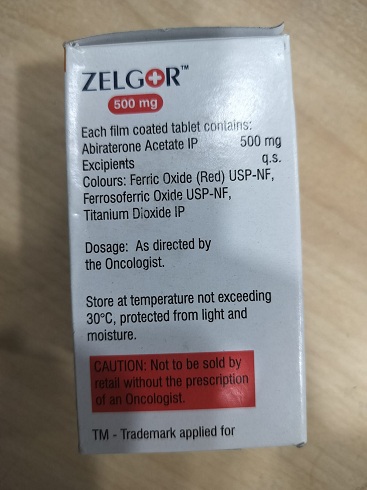 ZELGOR™
500 mg
Each film coated tablet contains:
Abiraterone Acetate IP 500 mg
Excipients q.s.
Colours: Ferric Oxide (Red) USP-NF,
Ferrosoferric Oxide USP-NF,
Titanium Dioxide IP
Dosage: As directed by
the Oncologist.
Store at temperature not exceeding
30°C, protected from light and
moisture.
CAUTION: Not to be sold by
retail without the prescription
of an Oncologist.
TM - Trademark applied for